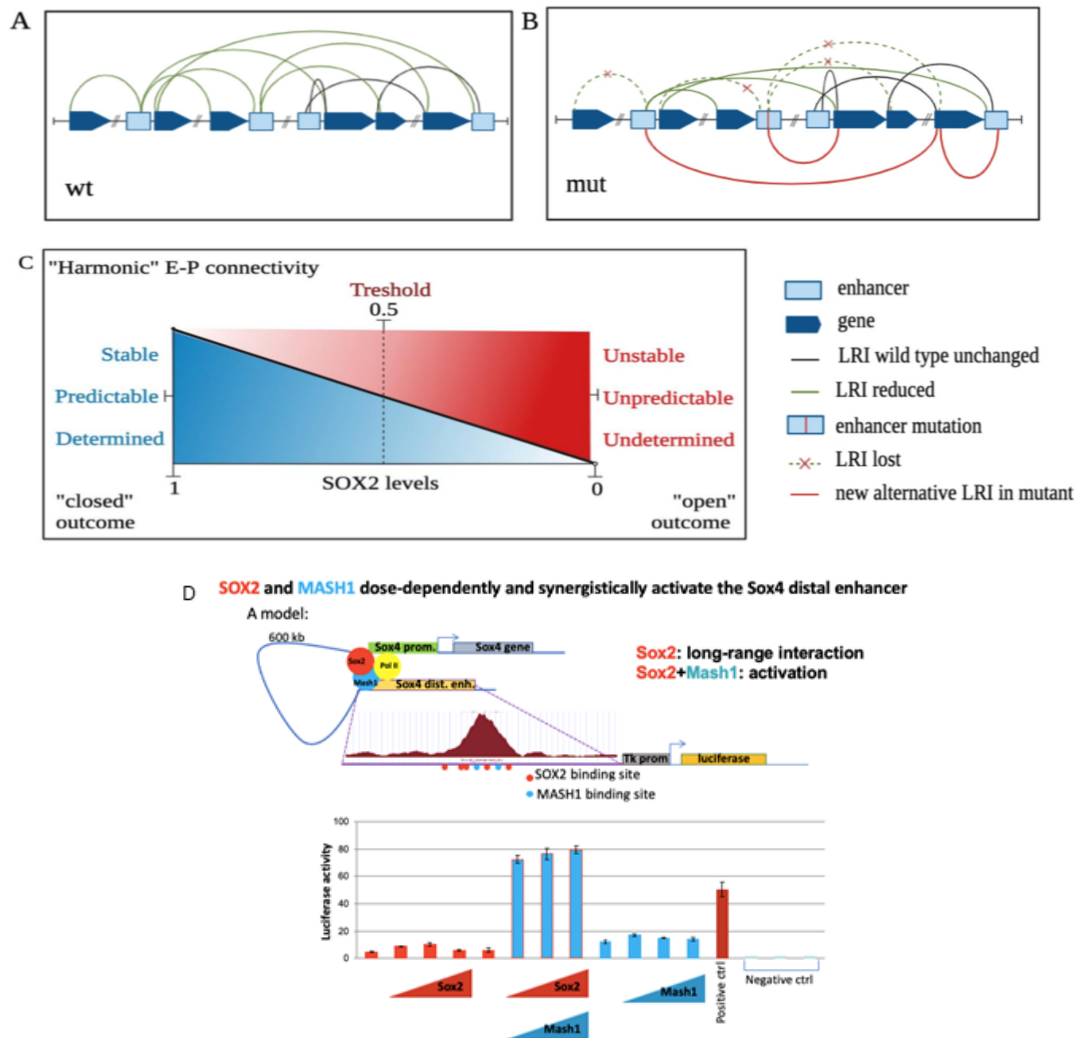 A
wt
B
mut
C
"Harmonic" E-P connectivity
Treshold
0.5
Stable
Predictable
Determined
Unstable
Unpredictable
Undetermined
1
SOX2 levels
0
"closed"
outcome
"open"
outcome
enhancer
gene
LRI wild type unchanged
LRI reduced
enhancer mutation
LRI lost
new alternative LRI in mutant
D
SOX2 and MASH1 dose-dependently and synergistically activate the Sox4 distal enhancer
A model:
600 kb
Sox4 prom.
Sox4 gene
Sox2
Pol II
Mash1
Sox4 dist. enh.
Sox2: long-range interaction
Sox2+Mash1: activation
Tk prom
luciferase
SOX2 binding site
MASH1 binding site
Luciferase activity
100
80
60
40
20
0
Sox2
Sox2
Mash1
Mash1
Positive ctrl
Negative ctrl